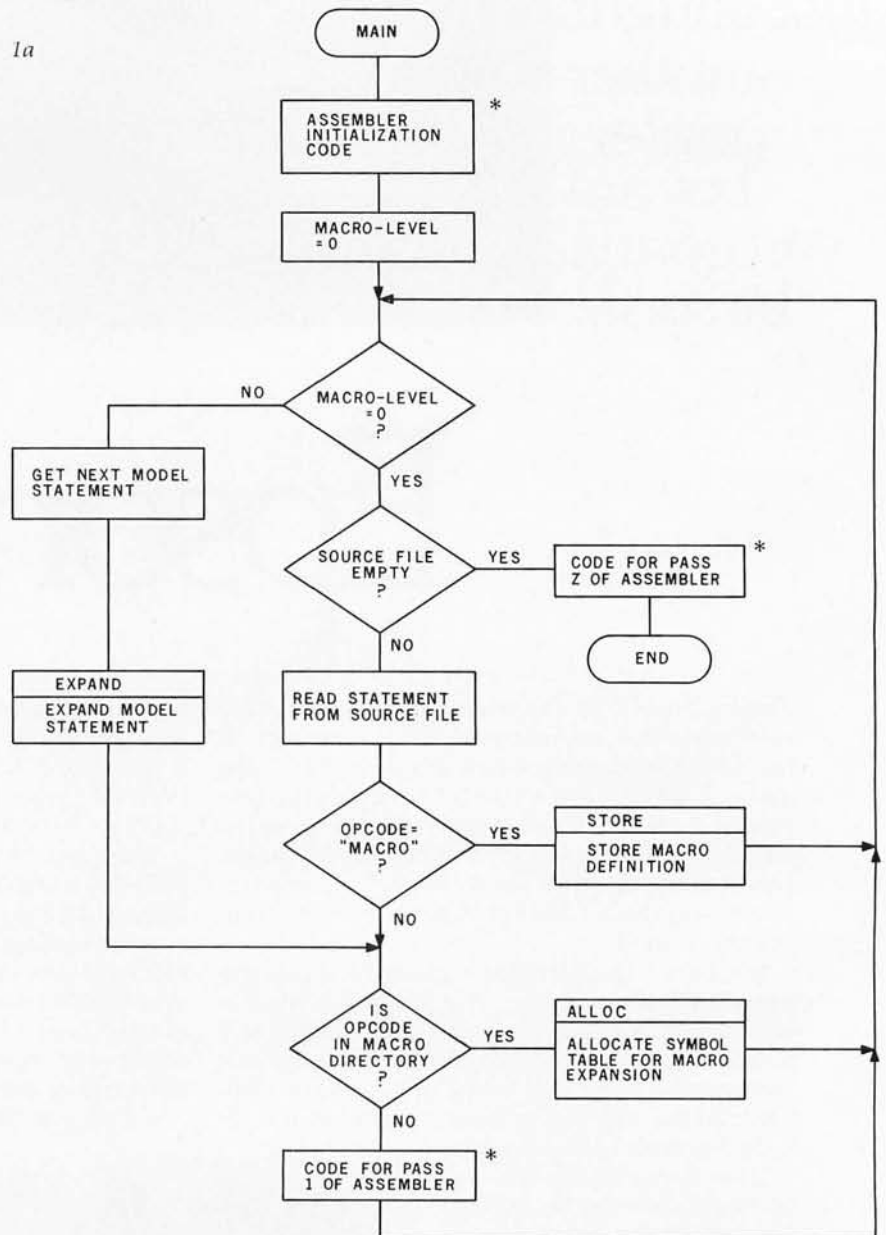 1a
MAIN
ASSEMBLER
INITIALIZATION
CODE
*
MACRO-LEVEL
=0
MACRO-LEVEL
=0
?
NO
YES
GET NEXT MODEL
STATEMENT
SOURCE FILE
EMPTY
?
YES
CODE FOR PASS
Z OF ASSEMBLER
*
NO
END
EXPAND
EXPAND MODEL
STATEMENT
READ STATEMENT
FROM SOURCE FILE
OPCODE=
"MACRO"
?
YES
STORE
STORE MACRO
DEFINITION
NO
IS
OPCODE
IN MACRO
DIRECTORY
?
YES
ALLOC
ALLOCATE SYMBOL
TABLE FOR MACRO
EXPANSION
NO
CODE FOR PASS
1 OF ASSEMBLER
*